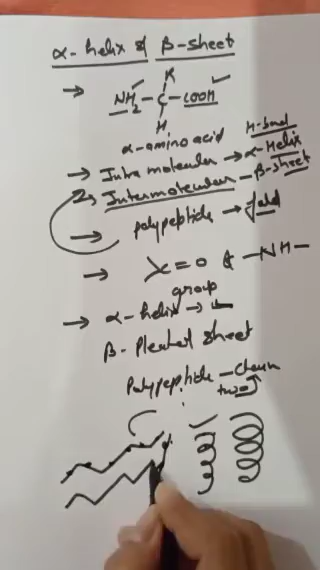 α-helix & β-sheet
→ R
NH2-C-COOH
H
α-amino acid
H-bond
→ Intra molecular → α-Helix
Intermolecular - β-sheet
→ polypeptide →
→ >C=O & -NH-
group
→ α-helix →
β-Pleated sheet
Polypeptide - chain
two